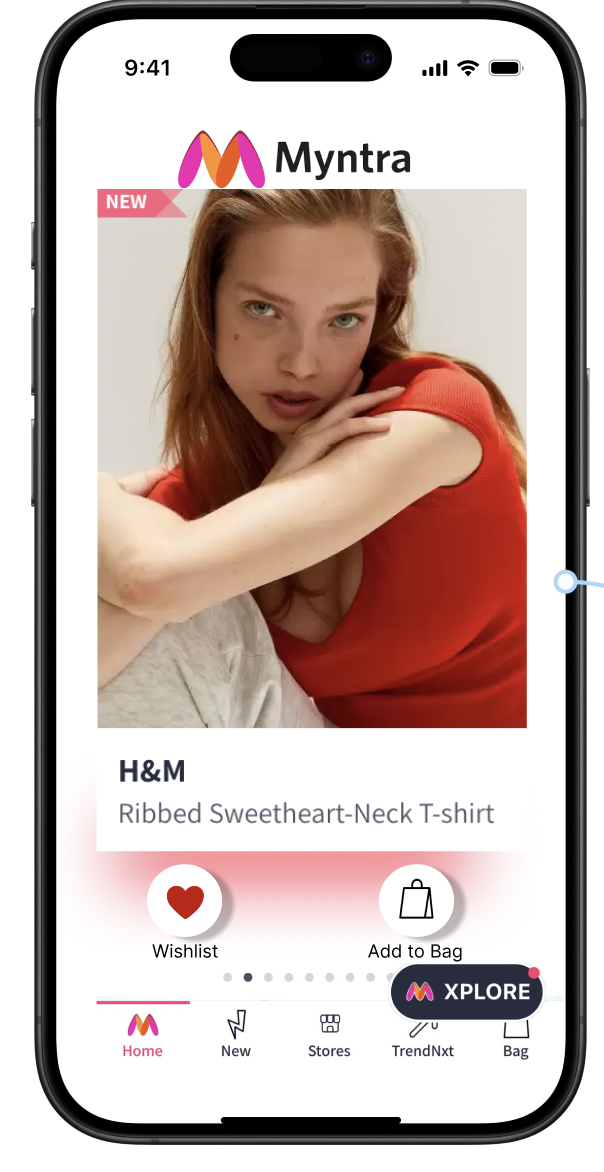 9:41
Myntra
NEW
H&M
Ribbed Sweetheart-Neck T-shirt
Wishlist
Add to Bag
XPLORE
Home
New
Stores
TrendNxt
Bag